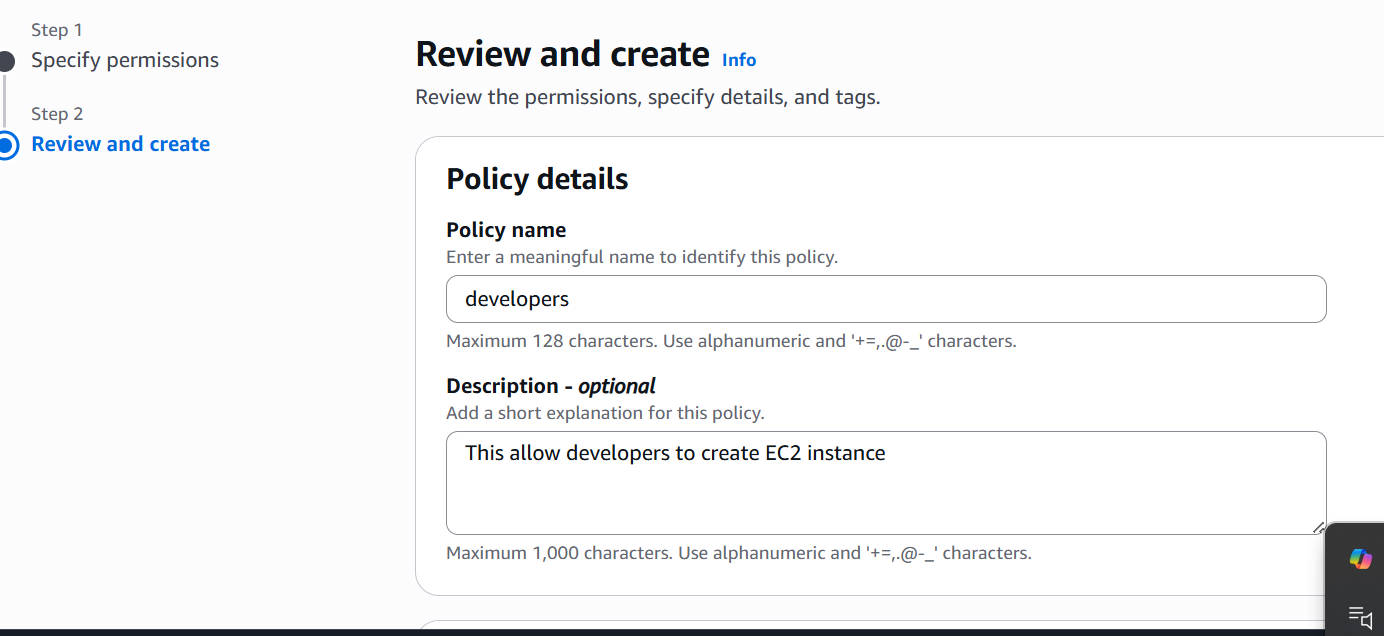 Step 1
Specify permissions
Step 2
Review and create
Review and create Info
Review the permissions, specify details, and tags.
Policy details
Policy name
Enter a meaningful name to identify this policy.
developers
Maximum 128 characters. Use alphanumeric and '+=,.@-_' characters.
Description - optional
Add a short explanation for this policy.
This allow developers to create EC2 instance
Maximum 1,000 characters. Use alphanumeric and '+=,.@-_' characters.